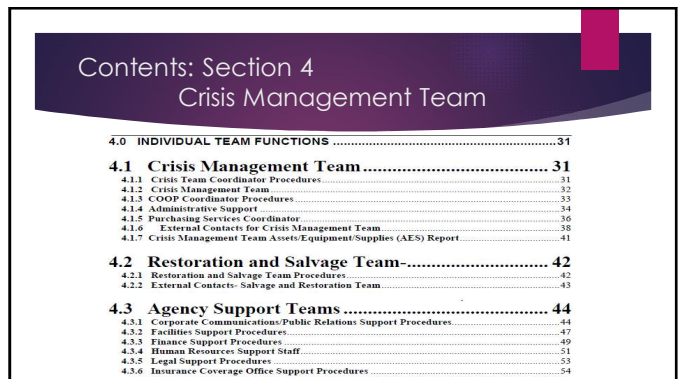 Contents: Section 4
Crisis Management Team
4.0 INDIVIDUAL TEAM FUNCTIONS ..........31
4.1 Crisis Management Team.......... 31
4.1.1 Crisis Team Coordinator Procedures..........31
4.1.2 Crisis Management Team..........32
4.1.3 COOP Coordinator Procedures..........33
4.1.4 Administrative Support..........34
4.1.5 Purchasing Services Coordinator..........36
4.1.6 External Contacts for Crisis Management Team..........38
4.1.7 Crisis Management Team Assets/Equipment/Supplies (AES) Report..........41
4.2 Restoration and Salvage Team-.......... 42
4.2.1 Restoration and Salvage Team Procedures..........42
4.2.2 External Contacts- Salvage and Restoration Team..........43
4.3 Agency Support Teams .......... 44
4.3.1 Corporate Communications/Public Relations Support Procedures..........44
4.3.2 Facilities Support Procedures..........47
4.3.3 Finance Support Procedures ..........49
4.3.4 Human Resources Support Staff..........51
4.3.5 Legal Support Procedures ..........53
4.3.6 Insurance Coverage Office Support Procedures ..........54